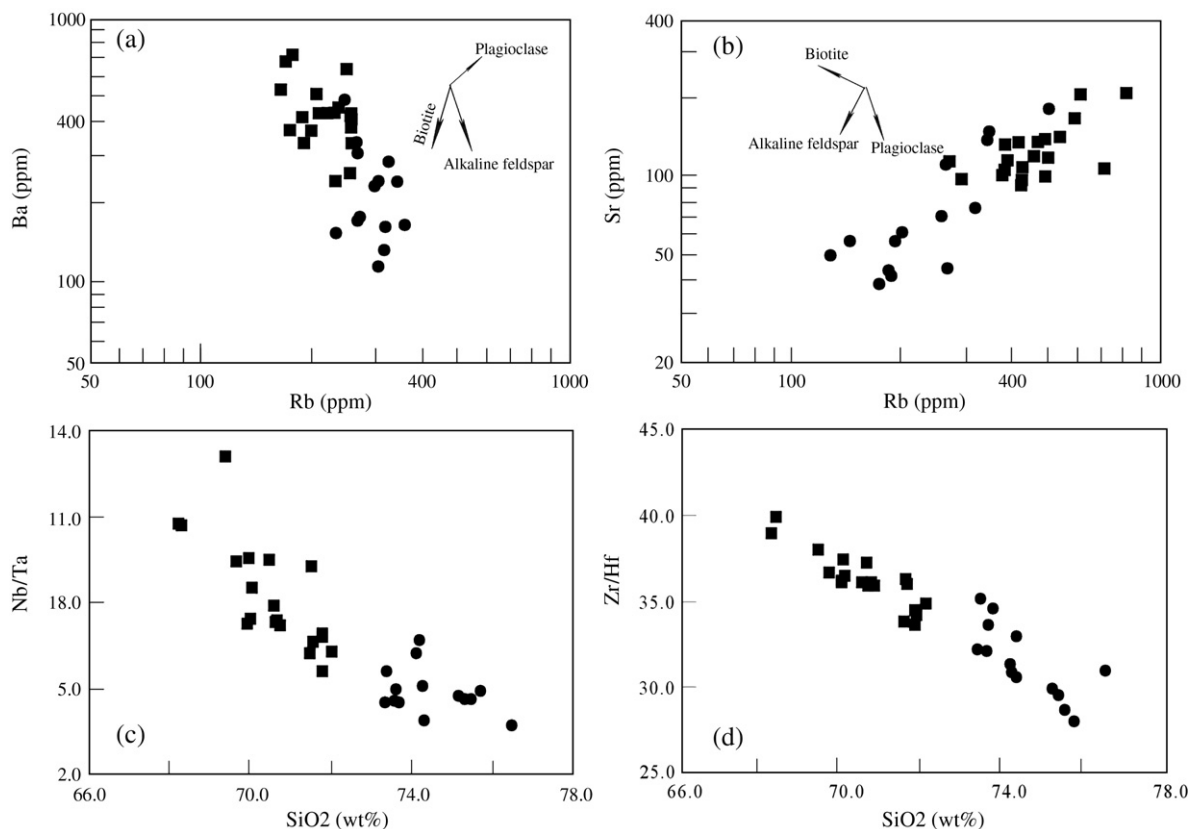 1000
(a)
Plagioclase
400
Biotite
Alkaline feldspar
Ba (ppm)
100
50
50
100
200
400
1000
Rb (ppm)
400
(b)
Biotite
Alkaline feldspar
Plagioclase
Sr (ppm)
100
50
20
50
100
400
1000
Rb (ppm)
14.0
11.0
Nb/Ta
18.0
5.0
(c)
2.0
66.0
70.0
74.0
78.0
SiO2 (wt%)
45.0
40.0
Zr/Hf
35.0
30.0
(d)
25.0
66.0
70.0
74.0
78.0
SiO2 (wt%)